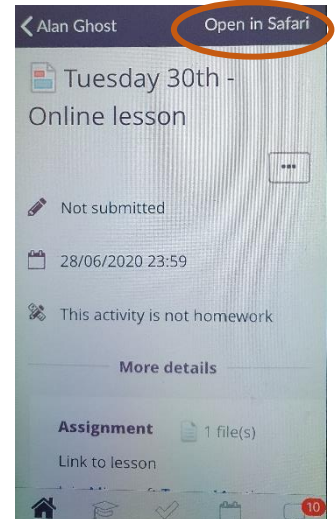 Alan Ghost
Open in Safari
Tuesday 30th -
Online lesson
Not submitted
28/06/2020 23:59
This activity is not homework
More details
Assignment
1 file(s)
Link to lesson
10